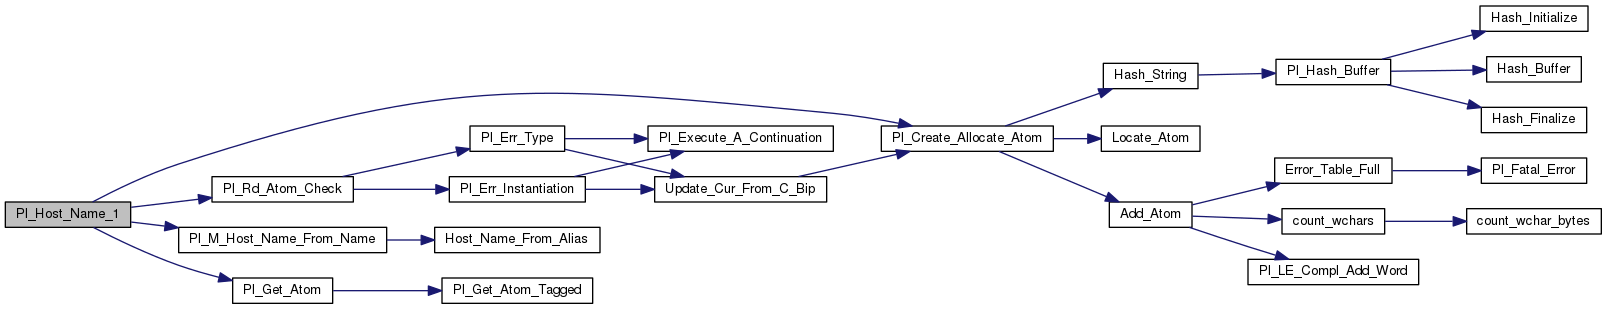 Pl_Host_Name_1
Pl_Rd_Atom_Check
Pl_M_Host_Name_From_Name
Pl_Get_Atom
Pl_Err_Type
Pl_Err_Instantiation
Host_Name_From_Alias
Pl_Get_Atom_Tagged
Pl_Execute_A_Continuation
Update_Cur_From_C_Bip
Pl_Create_Allocate_Atom
Hash_String
Locate_Atom
Add_Atom
Pl_Hash_Buffer
Error_Table_Full
count_wchars
Pl_LE_Compl_Add_Word
Hash_Initialize
Hash_Buffer
Hash_Finalize
Pl_Fatal_Error
count_wchar_bytes